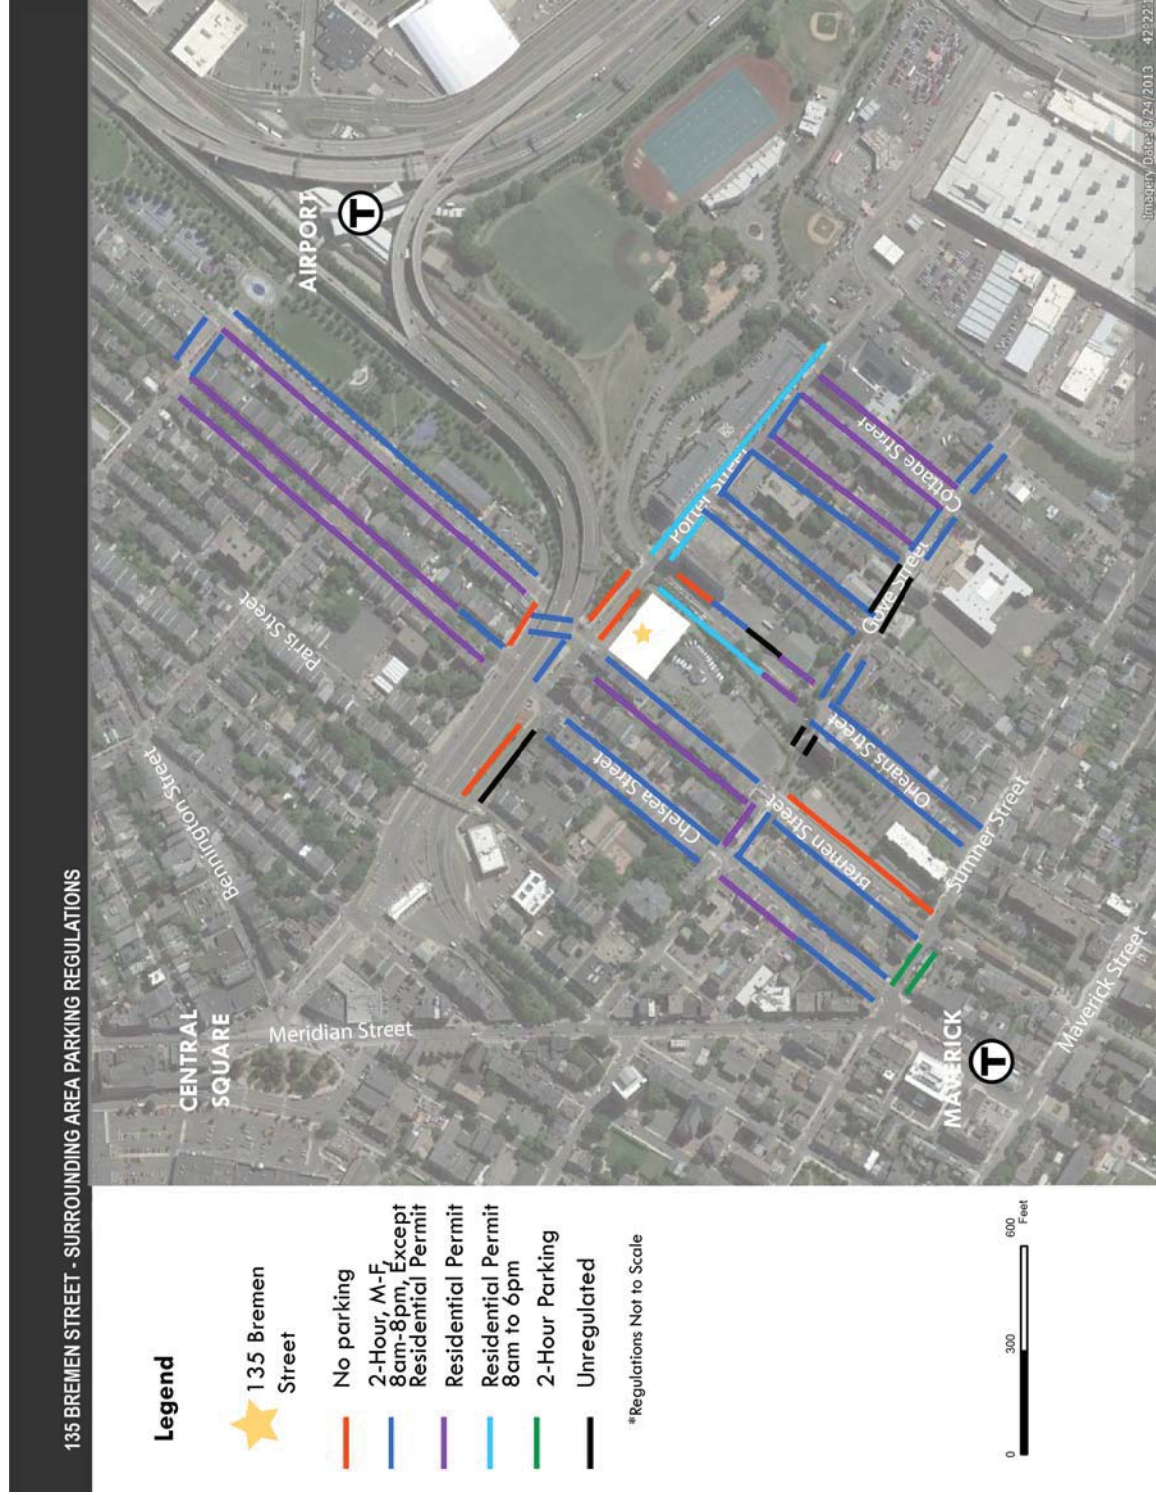 135 BREMEN STREET - SURROUNDING AREA PARKING REGULATIONS
Legend
135 Bremen
Street
No parking
2-Hour, M-F,
8am-8pm, Except
Residential Permit
Residential Permit
Residential Permit
8am to 6pm
2-Hour Parking
Unregulated
*Regulations Not to Scale
0
300
600
Feet
CENTRAL
SQUARE
Meridian Street
Bennington Street
Paris Street
AIRPORT
T
Chelsea Street
Bremen Street
Porter Street
Cottage Street
Gove Street
Orleans Street
Sumner Street
Maverick Street
MAVERICK
T
Imagery Date: 8/24/2013